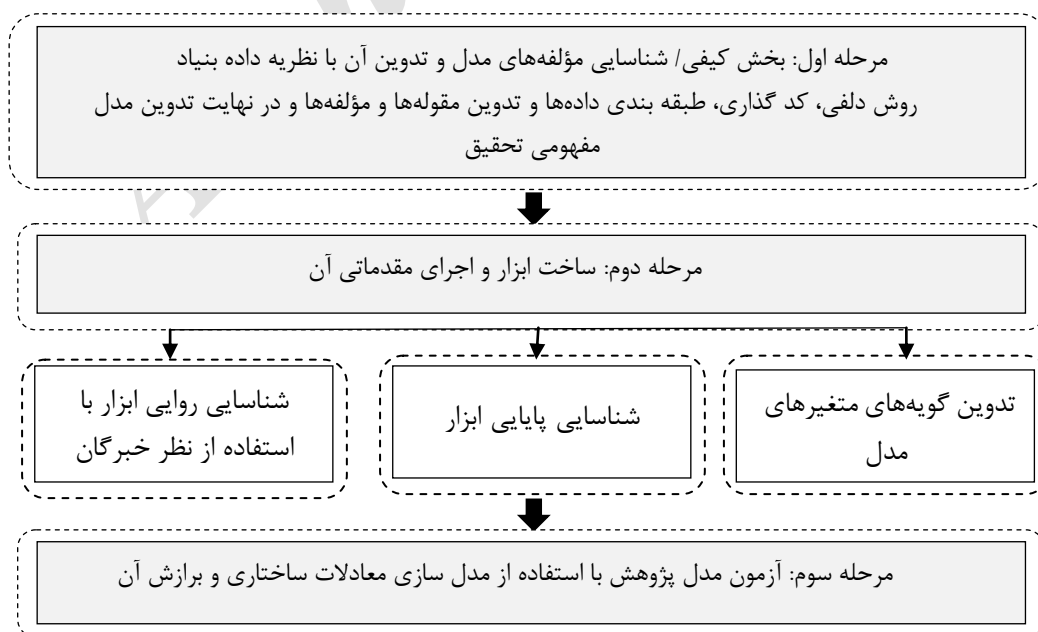 مرحله اول: بخش کیفی/ شناسایی مؤلفه‌های مدل و تدوین آن با نظریه داده بنیاد
روش دلفی، کد گذاری، طبقه بندی داده‌ها و تدوین مقوله‌ها و مؤلفه‌ها و در نهایت تدوین مدل
مفهومی تحقیق
مرحله دوم: ساخت ابزار و اجرای مقدماتی آن
تدوین گویه‌های متغیرهای
مدل
شناسایی پایایی ابزار
شناسایی روایی ابزار با
استفاده از نظر خبرگان
مرحله سوم: آزمون مدل پژوهش با استفاده از مدل سازی معادلات ساختاری و برازش آن